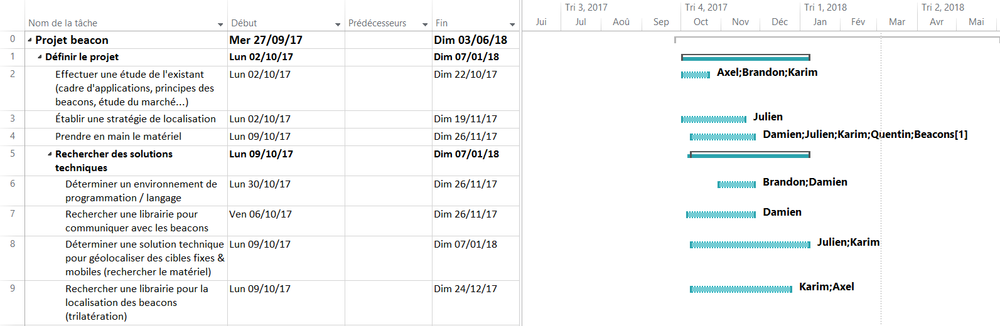 Tri 3, 2017 Tri 4, 2017 Tri 1, 2018 Tri 2, 2018
Nom de la tâche Début Prédécesseurs Fin Jui Jul Aoû Sep Oct Nov Déc Jan Fév Mar Avr Mai
0 Projet beacon Mer 27/09/17 Dim 03/06/18
1 Définir le projet Lun 02/10/17 Dim 07/01/18
2 Effectuer une étude de l'existant Lun 02/10/17 Dim 22/10/17 Axel;Brandon;Karim
(cadre d'applications, principes des
beacons, étude du marché...)
3 Établir une stratégie de localisation Lun 02/10/17 Dim 19/11/17 Julien
4 Prendre en main le matériel Lun 09/10/17 Dim 26/11/17 Damien;Julien;Karim;Quentin;Beacons[1]
5 Rechercher des solutions Lun 09/10/17 Dim 07/01/18
techniques
6 Déterminer un environnement de Lun 30/10/17 Dim 26/11/17 Brandon;Damien
programmation / langage
7 Rechercher une librairie pour Ven 06/10/17 Dim 26/11/17 Damien
communiquer avec les beacons
8 Déterminer une solution technique Lun 09/10/17 Dim 07/01/18 Julien;Karim
pour géolocaliser des cibles fixes &
mobiles (rechercher le matériel)
9 Rechercher une librairie pour la Lun 09/10/17 Dim 24/12/17 Karim;Axel
localisation des beacons
(trilatération)